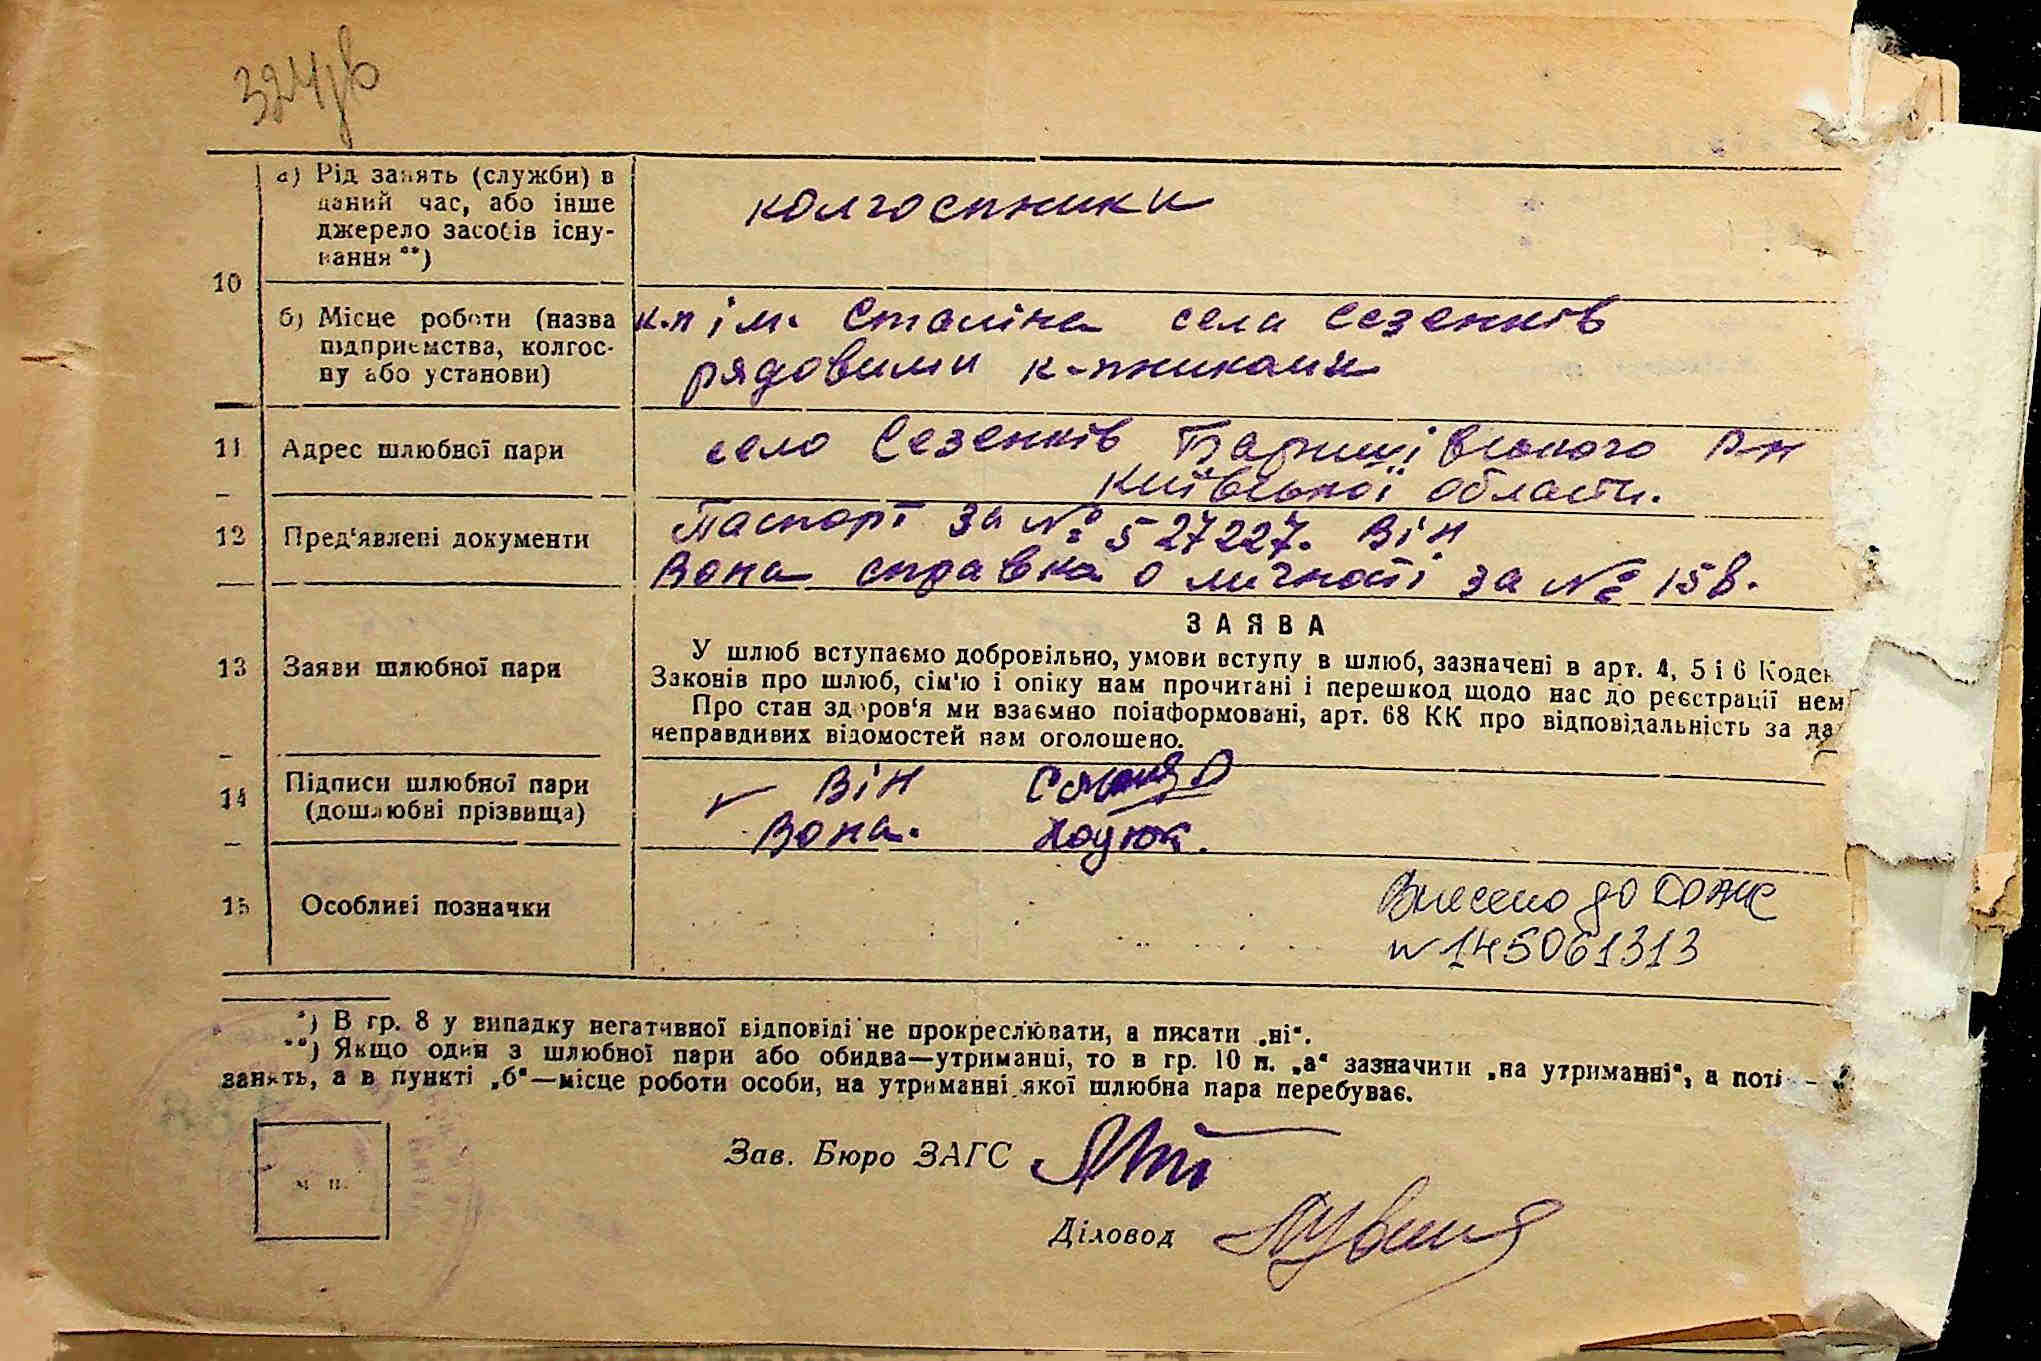 324 зв
а) Рід занять (служби) в
даний час, або інше
джерело засобів існу-
вання **)
колгоспники
10
б) Місце роботи (назва
підприємства, колгос-
пу або установи)
к-п ім. Сталіна села Сезенків
рядовими к-пниками
11 Адрес шлюбної пари
село Сезенків Баришівського р-н
Київської області.
12 Пред'явлені документи
Паспорт за № 527227. Він
Вона справка о личності за № 158.
ЗАЯВА
13 Заяви шлюбної пари
У шлюб вступаємо добровільно, умови вступу в шлюб, зазначені в арт. 4, 5 і 6 Кодек
Законів про шлюб, сім'ю і опіку нам прочитані і перешкод щодо нас до реєстрації нем
Про стан здоров'я ми взаємно поінформовані, арт. 68 КК про відповідальність за да
неправдивих відомостей нам оголошено.
14 Підписи шлюбної пари
(дошлюбні прізвища)
Він
Вона.
15 Особливі позначки
Внесено до
№ 145061313
*) В гр. 8 у випадку негативної відповіді не прокреслювати, а писати „ні“.
**) Якщо один з шлюбної пари або обидва—утриманці, то в гр. 10 п. „а“ зазначити „на утриманні“, а поті
занять, а в пункті „б“—місце роботи особи, на утриманні якої шлюбна пара перебуває.
м. п.
Зав. Бюро ЗАГС
Діловод